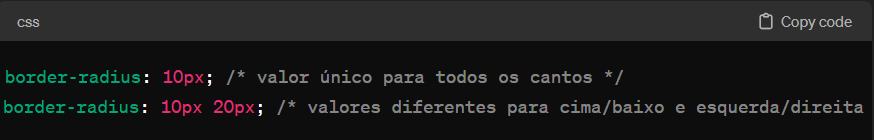 css
Copy code
border-radius: 10px; /* valor único para todos os cantos */
border-radius: 10px 20px; /* valores diferentes para cima/baixo e esquerda/direita